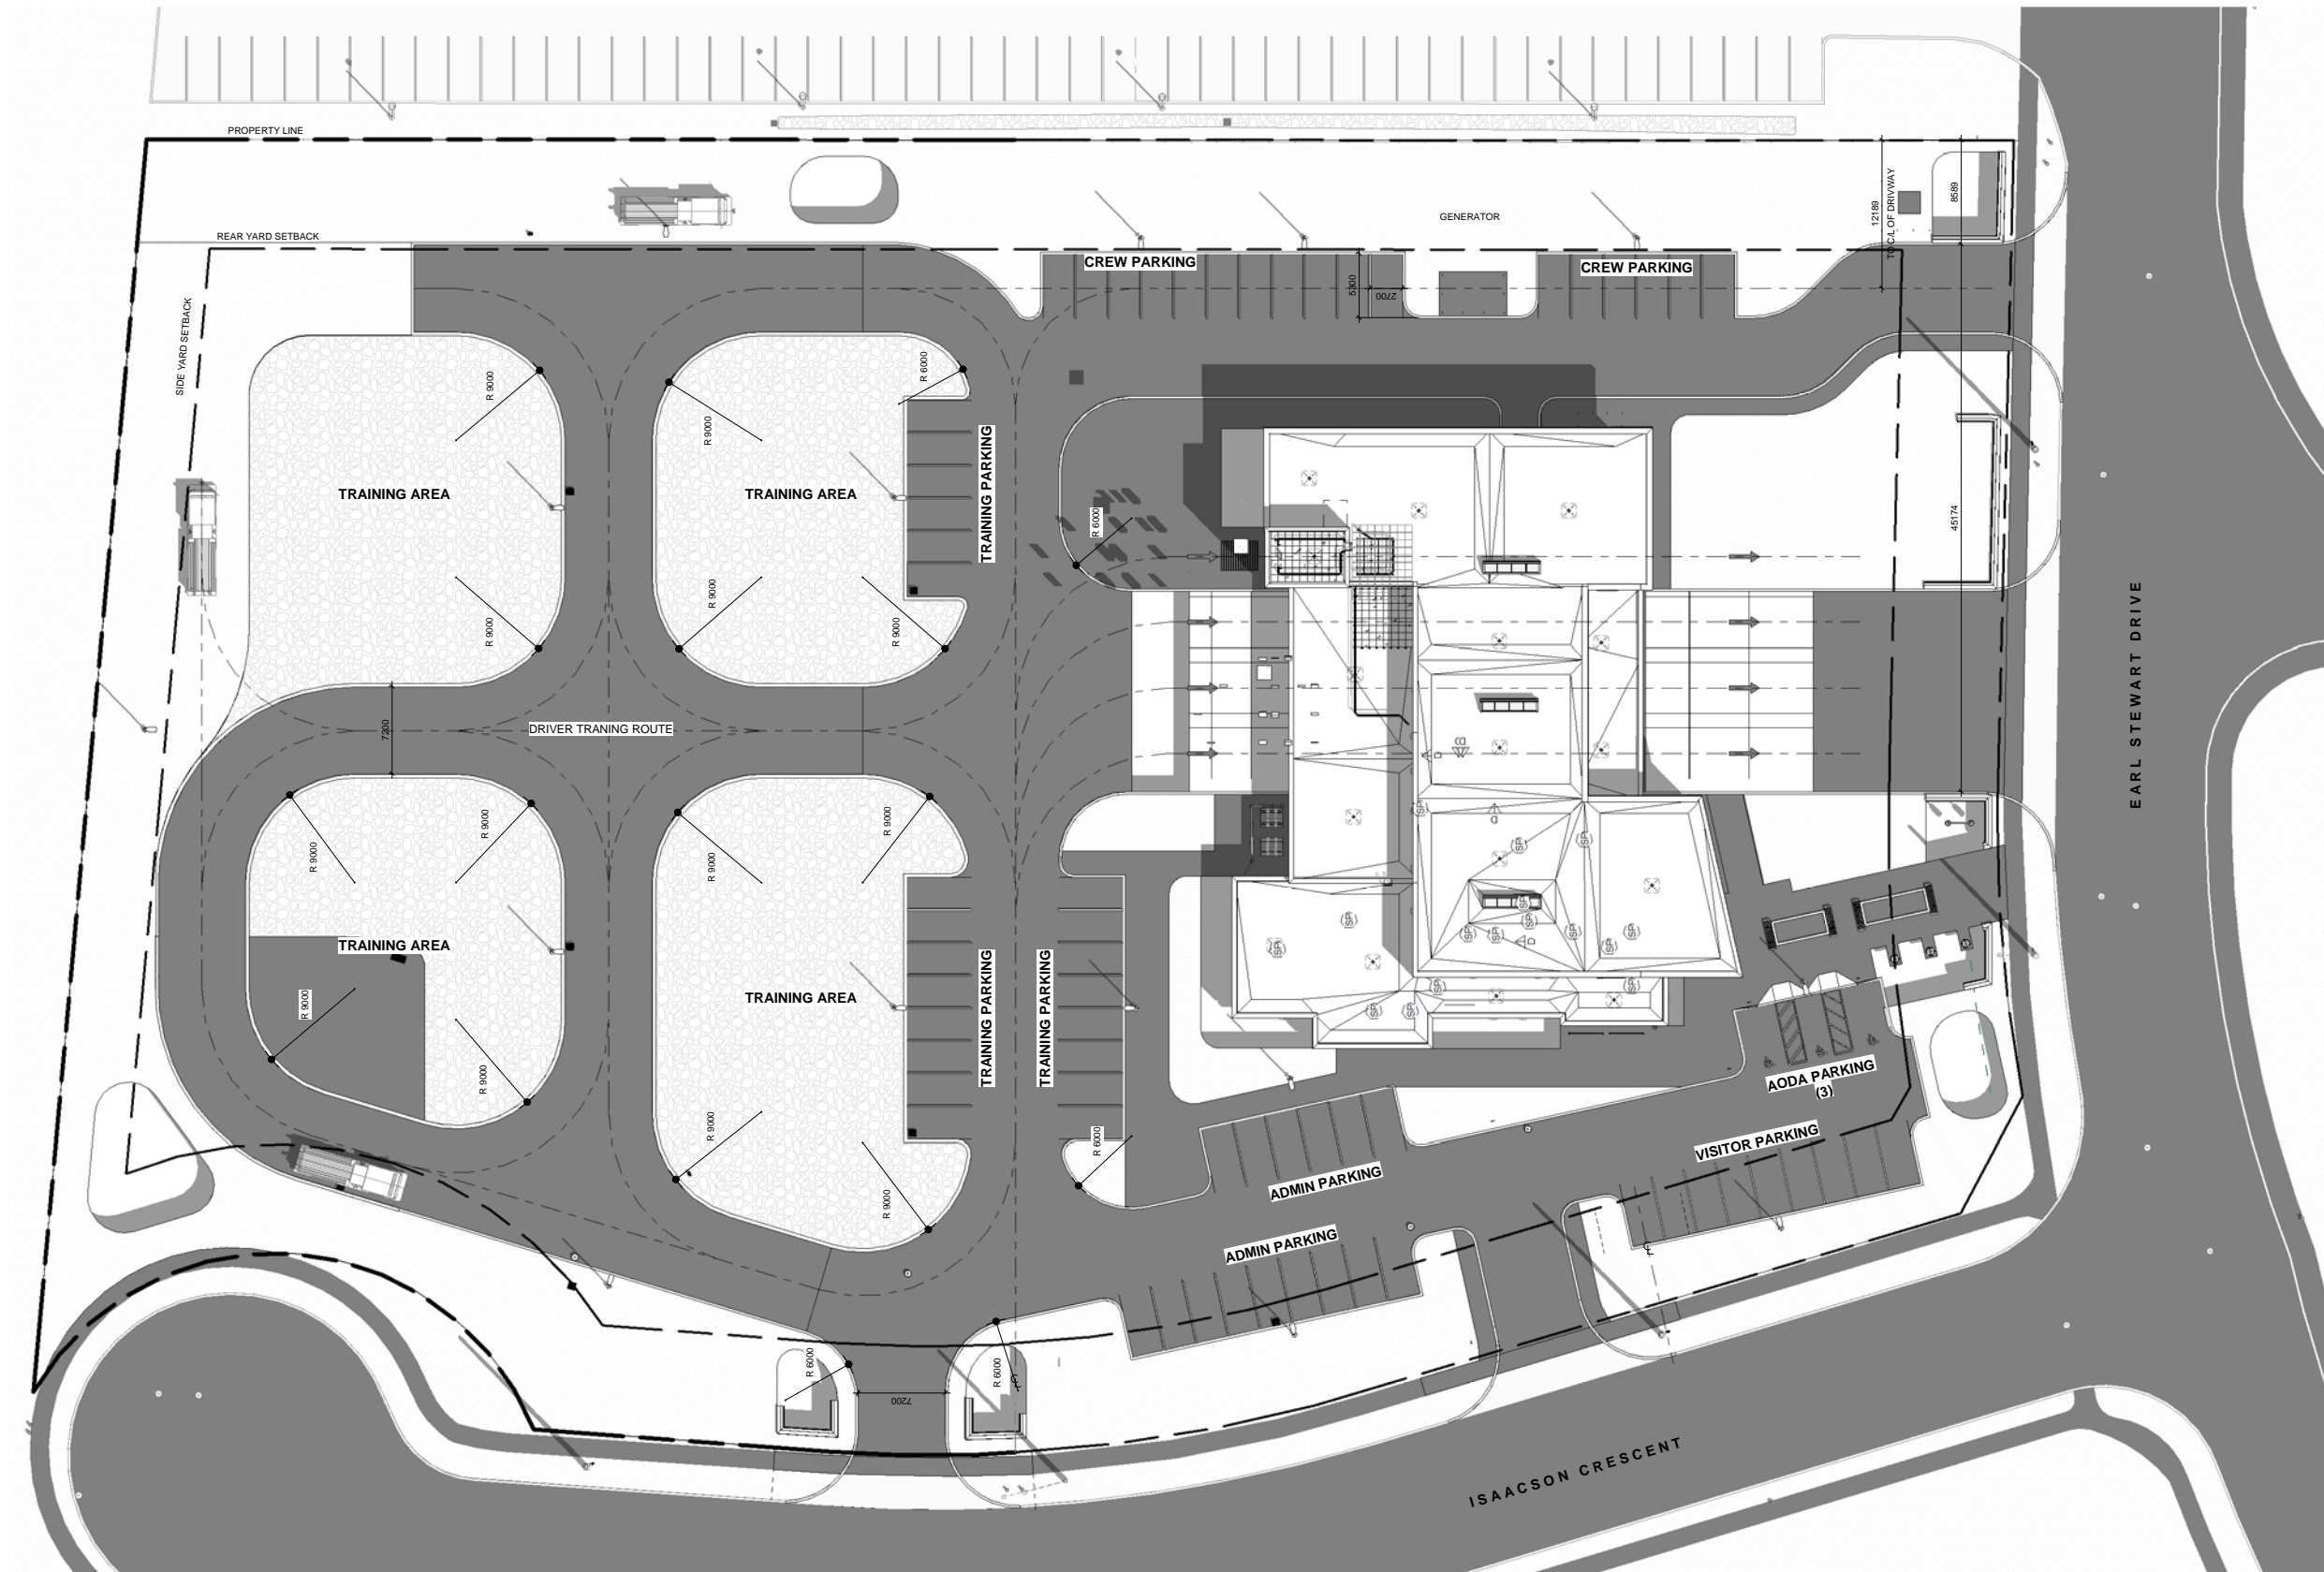 PROPERTY LINE
REAR YARD SETBACK
SIDE YARD SETBACK
GENERATOR
CREW PARKING
CREW PARKING
12189
TO C/L OF DRIVWAY
8589
5300
2700
R 9000
R 9000
R 6000
TRAINING AREA
TRAINING AREA
TRAINING PARKING
R 6000
45174
R 9000
R 9000
R 9000
EARL STEWART DRIVE
7200
DRIVER TRANING ROUTE
R 9000
R 9000
R 9000
R 9000
TRAINING AREA
TRAINING AREA
TRAINING PARKING
TRAINING PARKING
R 9000
R 9000
R 9000
R 9000
R 6000
AODA PARKING
(3)
VISITOR PARKING
ADMIN PARKING
ADMIN PARKING
R 6000
R 6000
7200
ISAACSON CRESCENT